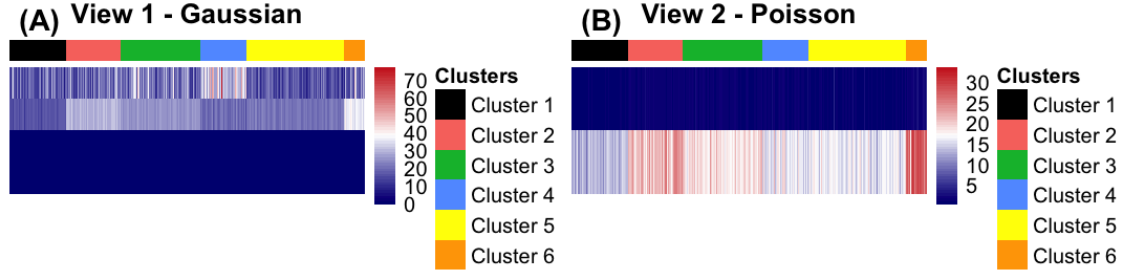 (A) View 1 - Gaussian
70
60
50
40
30
20
10
0
Clusters
Cluster 1
Cluster 2
Cluster 3
Cluster 4
Cluster 5
Cluster 6
(B) View 2 - Poisson
30
25
20
15
10
5
Clusters
Cluster 1
Cluster 2
Cluster 3
Cluster 4
Cluster 5
Cluster 6